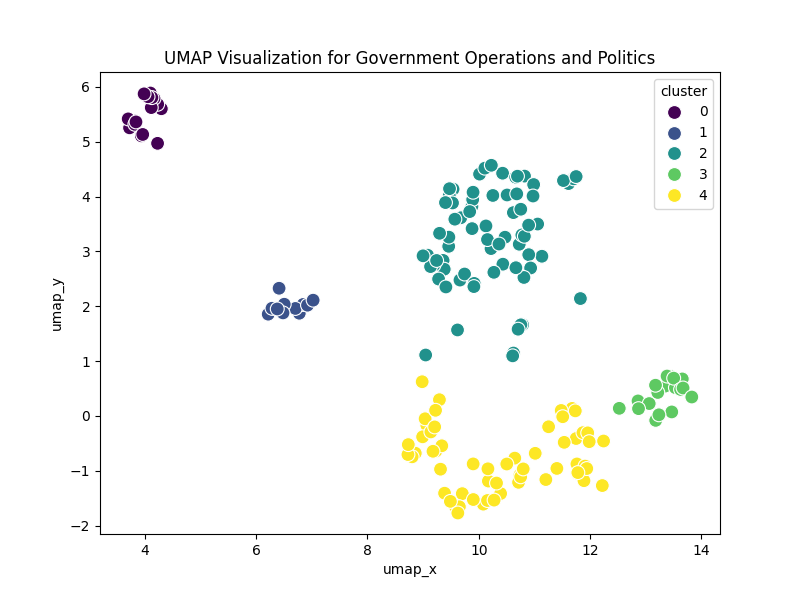 UMAP Visualization for Government Operations and Politics
cluster
0
1
2
3
4
umap_y
6
5
4
3
2
1
0
−1
−2
4 6 8 10 12 14
umap_x